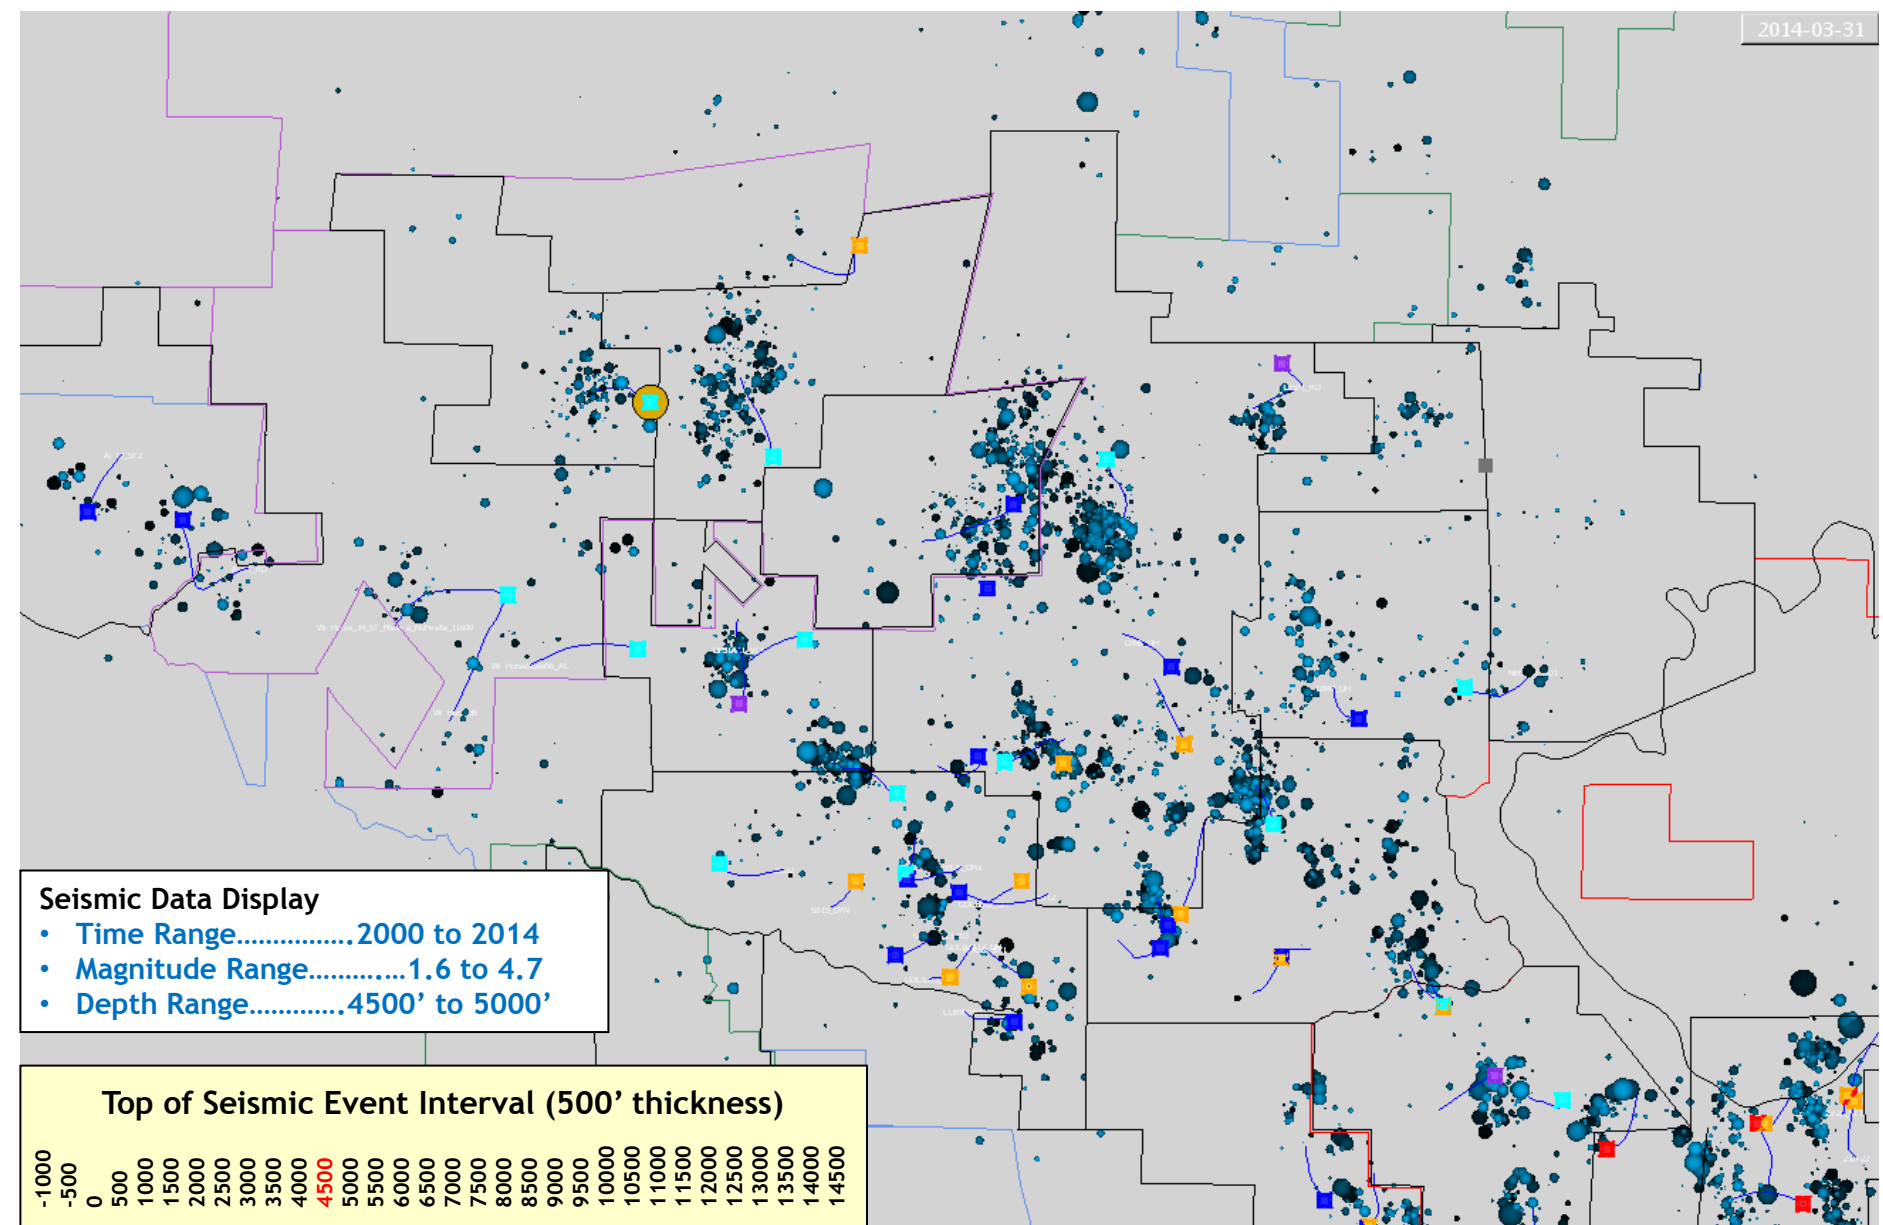 2014-03-31
Seismic Data Display
• Time Range…………….2000 to 2014
• Magnitude Range………….…1.6 to 4.7
• Depth Range………….4500’ to 5000’
Top of Seismic Event Interval (500’ thickness)
-1000 -500 0 500 1000 1500 2000 2500 3000 3500 4000 4500 5000 5500 6000 6500 7000 7500 8000 8500 9000 9500 10000 10500 11000 11500 12000 12500 13000 13500 14000 14500